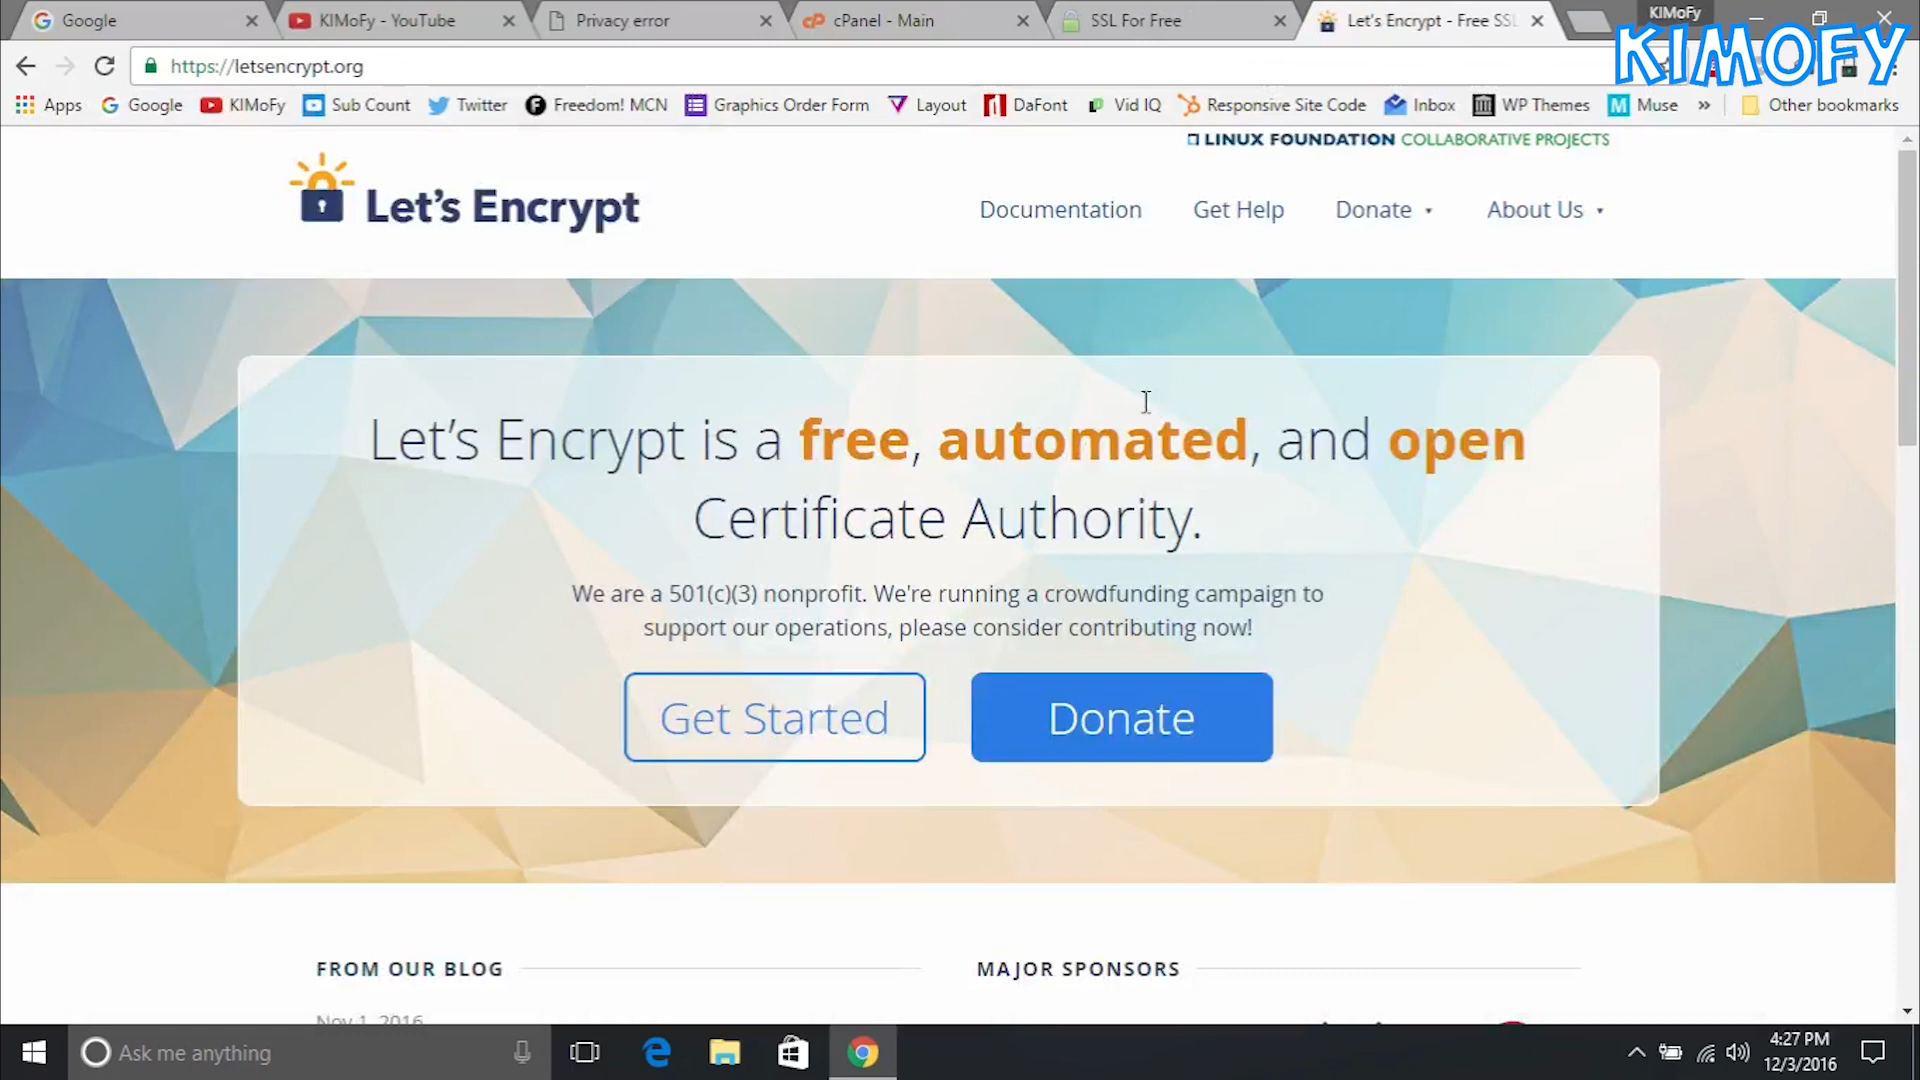 Google
KIMoFy - YouTube
Privacy error
cPanel - Main
SSL For Free
Let's Encrypt - Free SSL
KIMoFy
KIMOFY
https://letsencrypt.org
Apps
Google
KIMoFy
Sub Count
Twitter
Freedom! MCN
Graphics Order Form
Layout
DaFont
Vid IQ
Responsive Site Code
Inbox
WP Themes
Muse
»
Other bookmarks
LINUX FOUNDATION COLLABORATIVE PROJECTS
Let's Encrypt
Documentation
Get Help
Donate
About Us
Let's Encrypt is a free, automated, and open
Certificate Authority.
We are a 501(c)(3) nonprofit. We're running a crowdfunding campaign to
support our operations, please consider contributing now!
Get Started
Donate
FROM OUR BLOG
MAJOR SPONSORS
Nov 1, 2016
Ask me anything
4:27 PM
12/3/2016